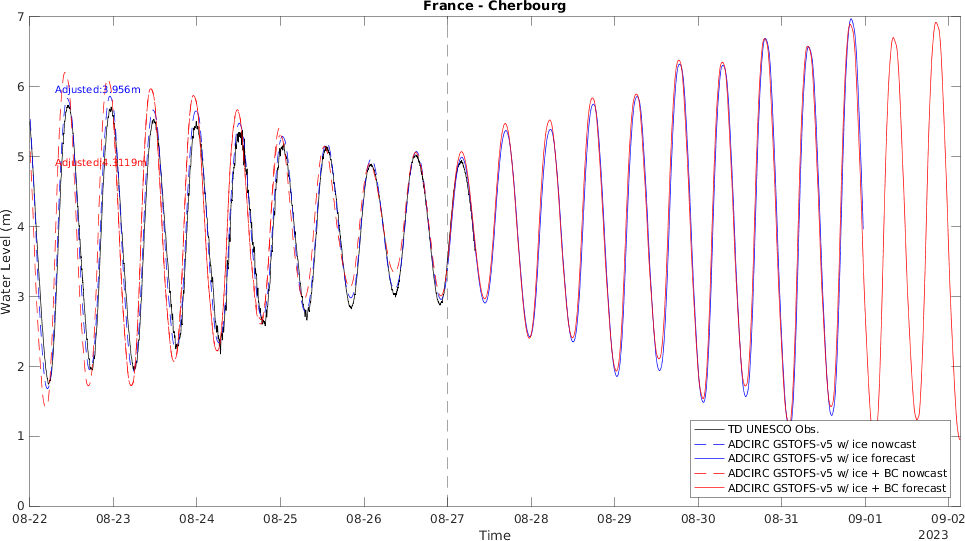 France - Cherbourg
7
6
5
4
3
2
1
0
Water Level (m)
Adjusted:3.956m
Adjusted:4.3119m
TD UNESCO Obs.
ADCIRC GSTOFS-v5 w/ ice nowcast
ADCIRC GSTOFS-v5 w/ ice forecast
ADCIRC GSTOFS-v5 w/ ice + BC nowcast
ADCIRC GSTOFS-v5 w/ ice + BC forecast
08-22 08-23 08-24 08-25 08-26 08-27 08-28 08-29 08-30 08-31 09-01 09-02
Time
2023